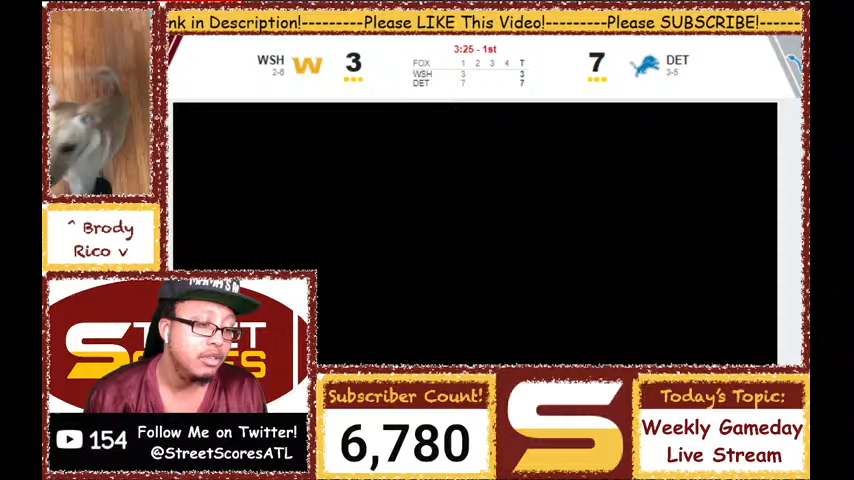 nk in Description!---------Please LIKE This Video!---------Please SUBSCRIBE!------
3:25 - 1st
WSH
2-6
3
FOX 1 2 3 4 T
WSH 3 3
DET 7 7
7
DET
3-5
^ Brody
Rico v
STREET
SCORES
154
Follow Me on Twitter!
@StreetScoresATL
Subscriber Count!
6,780
S
Today's Topic:
Weekly Gameday
Live Stream